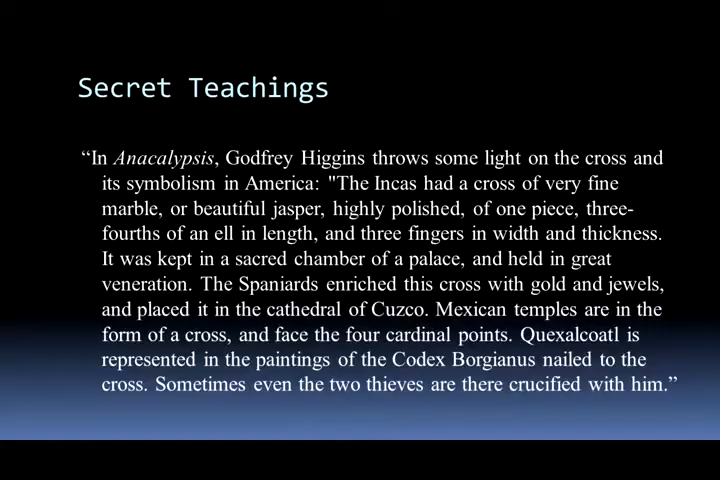 Secret Teachings
“In Anacalypsis, Godfrey Higgins throws some light on the cross and
its symbolism in America: "The Incas had a cross of very fine
marble, or beautiful jasper, highly polished, of one piece, three-
fourths of an ell in length, and three fingers in width and thickness.
It was kept in a sacred chamber of a palace, and held in great
veneration. The Spaniards enriched this cross with gold and jewels,
and placed it in the cathedral of Cuzco. Mexican temples are in the
form of a cross, and face the four cardinal points. Quexalcoatl is
represented in the paintings of the Codex Borgianus nailed to the
cross. Sometimes even the two thieves are there crucified with him.”